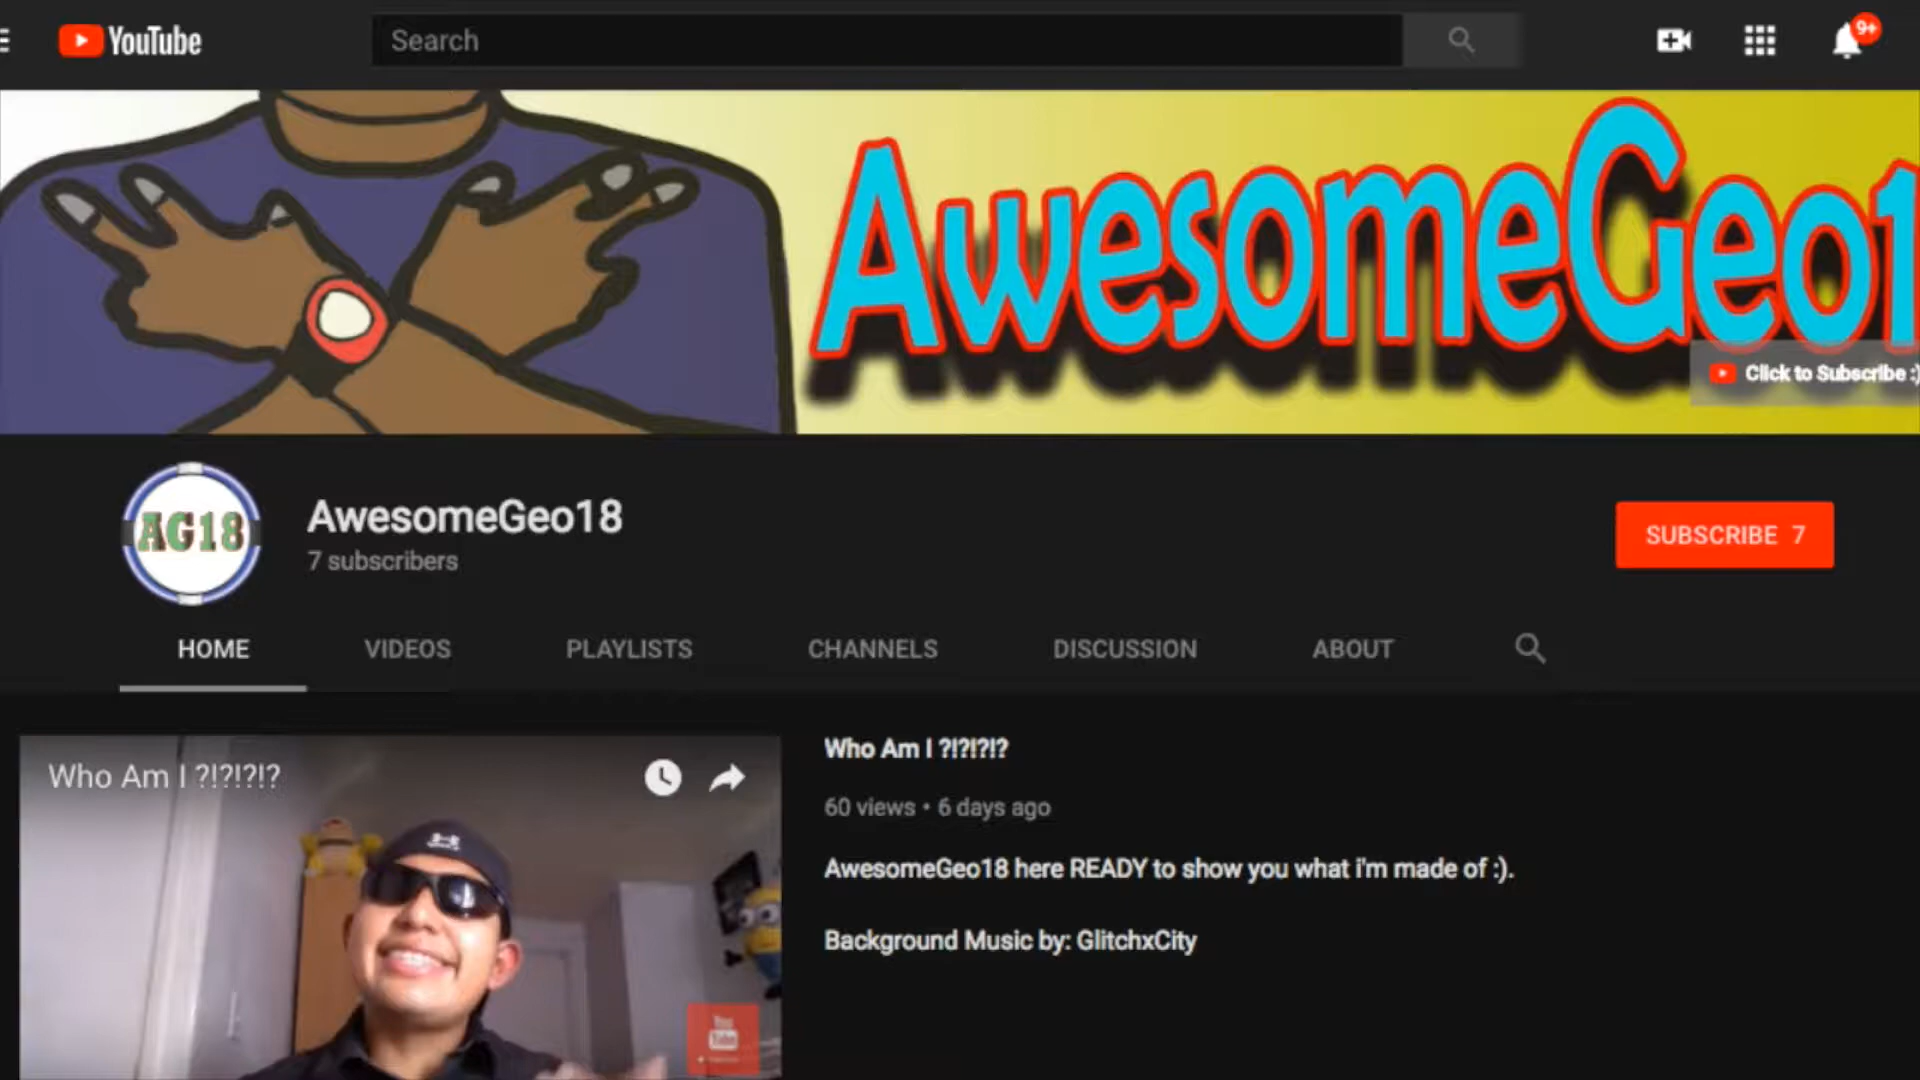 YouTube
Search
9+
AwesomeGeo1
Click to Subscribe :)
AG18
AwesomeGeo18
7 subscribers
SUBSCRIBE 7
HOME
VIDEOS
PLAYLISTS
CHANNELS
DISCUSSION
ABOUT
Who Am I ?!?!?!?
Who Am I ?!?!?!?
60 views • 6 days ago
AwesomeGeo18 here READY to show you what i'm made of :).
Background Music by: GlitchxCity
You
Tube